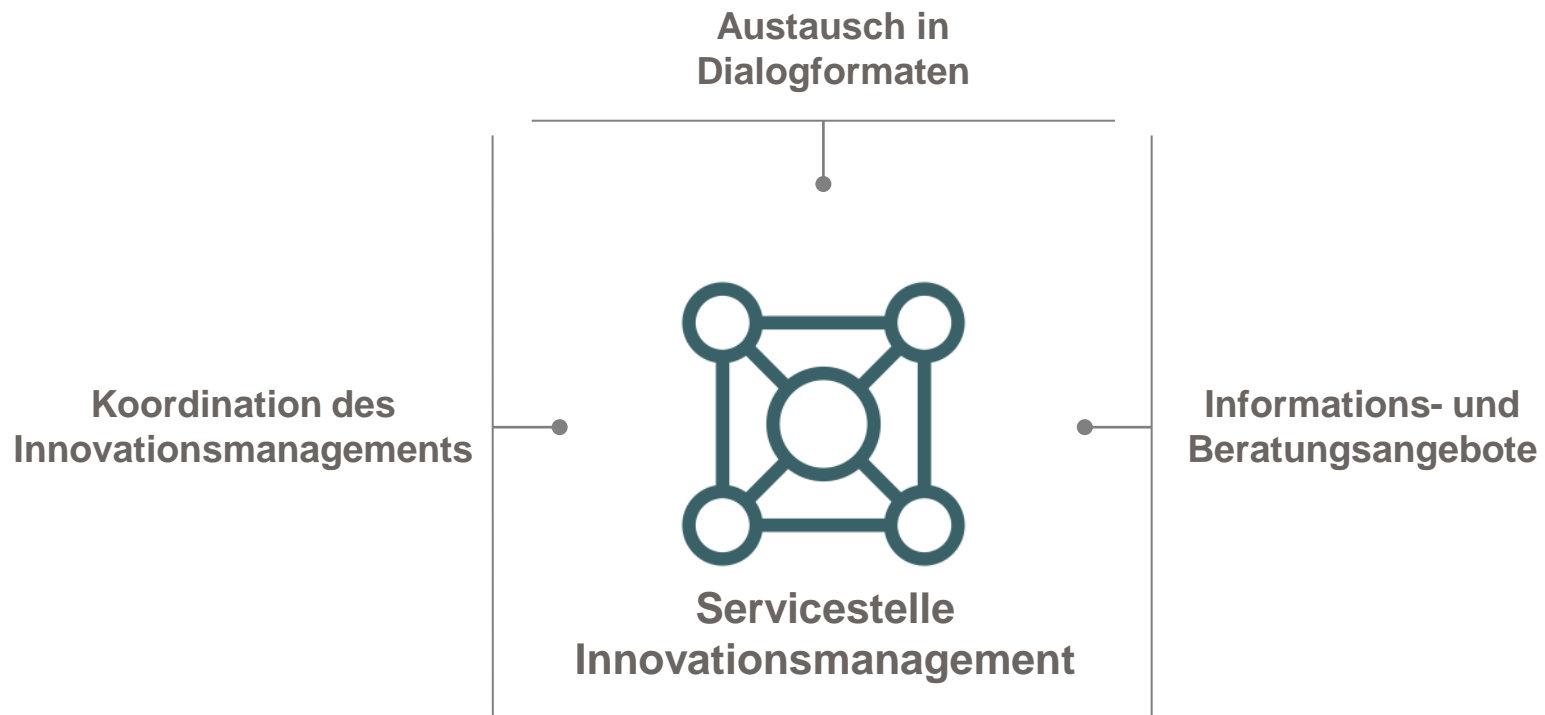 Austausch in
Dialogformaten
Koordination des
Innovationsmanagements
Informations- und
Beratungsangebote
Servicestelle
Innovationsmanagement